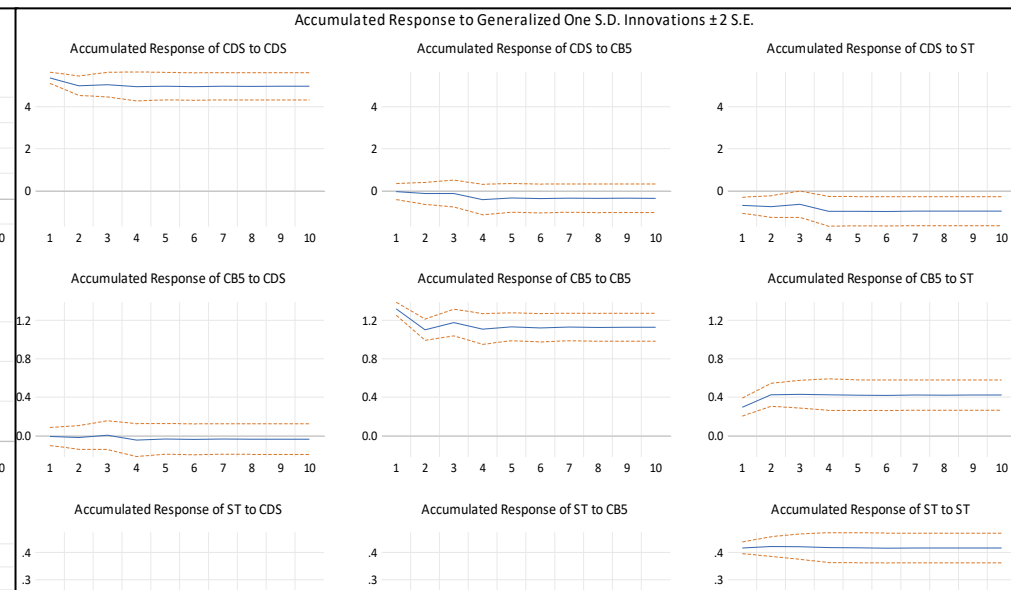 Accumulated Response to Generalized One S.D. Innovations ±2 S.E.
Accumulated Response of CDS to CDS
4
2
0
1 2 3 4 5 6 7 8 9 10
Accumulated Response of CDS to CB5
4
2
0
1 2 3 4 5 6 7 8 9 10
Accumulated Response of CDS to ST
4
2
0
1 2 3 4 5 6 7 8 9 10
0
Accumulated Response of CB5 to CDS
1.2
0.8
0.4
0.0
1 2 3 4 5 6 7 8 9 10
Accumulated Response of CB5 to CB5
1.2
0.8
0.4
0.0
1 2 3 4 5 6 7 8 9 10
Accumulated Response of CB5 to ST
1.2
0.8
0.4
0.0
1 2 3 4 5 6 7 8 9 10
0
Accumulated Response of ST to CDS
.4
.3
Accumulated Response of ST to CB5
.4
.3
Accumulated Response of ST to ST
.4
.3